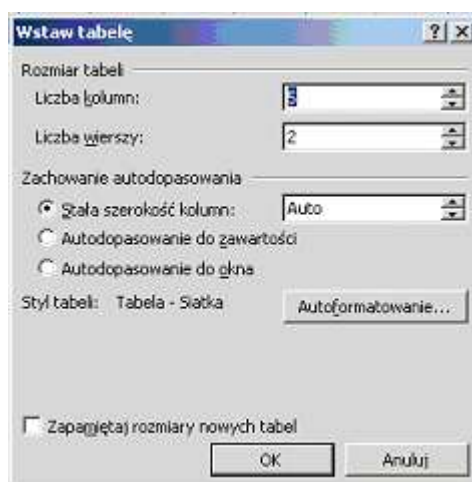 Wstaw tabelę
Rozmiar tabeli
Liczba kolumn: 5
Liczba wierszy: 2
Zachowanie autodopasowania
Stała szerokość kolumn: Auto
Autodopasowanie do zawartości
Autodopasowanie do okna
Styl tabeli: Tabela - Siatka Autoformatowanie...
Zapamiętaj rozmiary nowych tabel
OK Anuluj